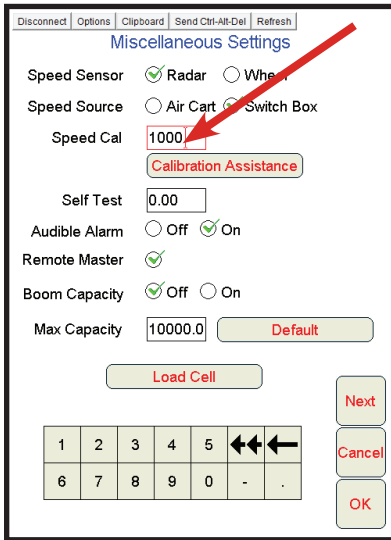 Disconnect Options Clipboard Send Ctrl-Alt-Del Refresh
Miscellaneous Settings
Speed Sensor Radar Wheel
Speed Source Air Cart Switch Box
Speed Cal 1000.
Calibration Assistance
Self Test 0.00
Audible Alarm Off On
Remote Master
Boom Capacity Off On
Max Capacity 10000.0 Default
Load Cell
Next
1 2 3 4 5
Cancel
6 7 8 9 0 - .
OK